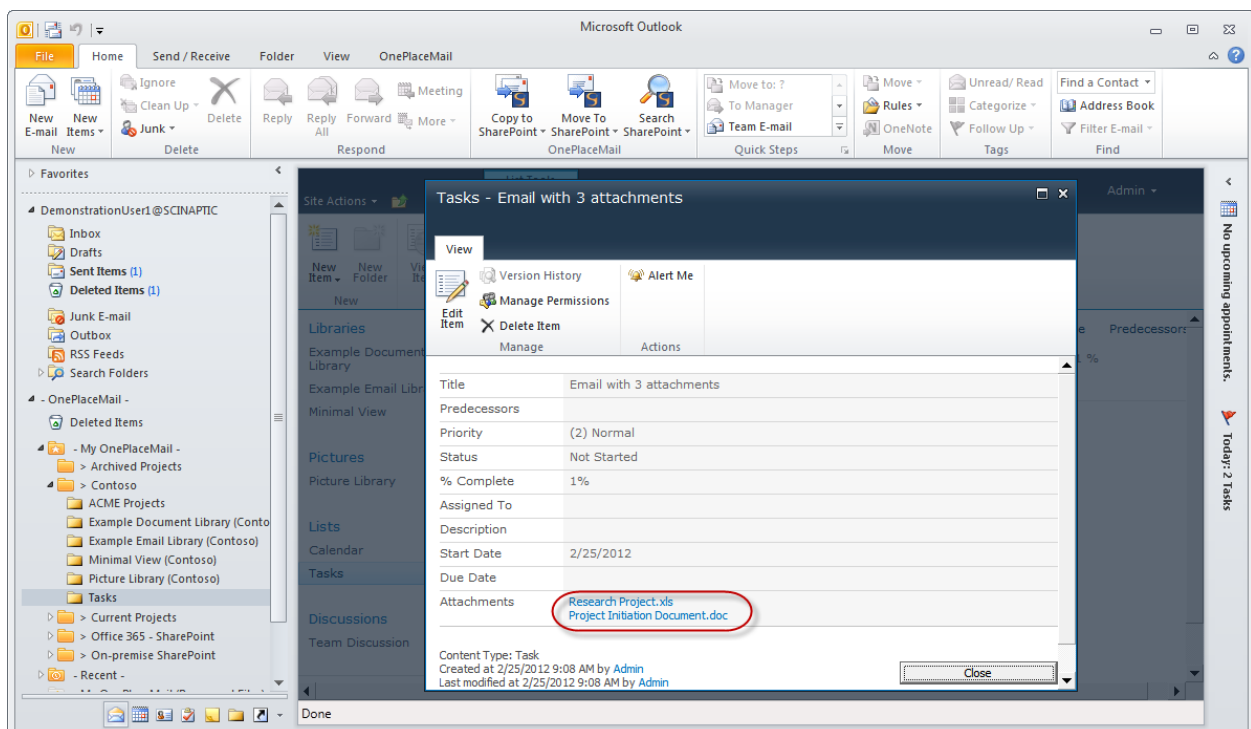 Microsoft Outlook
File Home Send / Receive Folder View OnePlaceMail
New E-mail
New Items
New
Ignore
Clean Up
Junk
Delete
Delete
Reply
Reply All
Forward
Meeting
More
Respond
Copy to SharePoint
Move To SharePoint
Search SharePoint
OnePlaceMail
Move to: ?
To Manager
Team E-mail
Quick Steps
Move
Rules
OneNote
Move
Unread/ Read
Categorize
Follow Up
Tags
Find a Contact
Address Book
Filter E-mail
Find
Favorites
DemonstrationUser1@SCINAPTIC
Inbox
Drafts
Sent Items (1)
Deleted Items (1)
Junk E-mail
Outbox
RSS Feeds
Search Folders
- OnePlaceMail -
Deleted Items
- My OnePlaceMail -
> Archived Projects
> Contoso
ACME Projects
Example Document Library (Conto
Example Email Library (Contoso)
Minimal View (Contoso)
Picture Library (Contoso)
Tasks
> Current Projects
> Office 365 - SharePoint
> On-premise SharePoint
- Recent -
Site Actions
Admin
New Item
New Folder
New
Libraries
Example Document Library
Example Email Libr
Minimal View
Pictures
Picture Library
Lists
Calendar
Tasks
Discussions
Team Discussion
Predecessors
Tasks - Email with 3 attachments
View
Edit Item
Version History
Manage Permissions
Delete Item
Manage
Alert Me
Actions
Title Email with 3 attachments
Predecessors
Priority (2) Normal
Status Not Started
% Complete 1%
Assigned To
Description
Start Date 2/25/2012
Due Date
Attachments Research Project.xls
Project Initiation Document.doc
Content Type: Task
Created at 2/25/2012 9:08 AM by Admin
Last modified at 2/25/2012 9:08 AM by Admin
Close
No upcoming appointments.
Today: 2 Tasks
Done